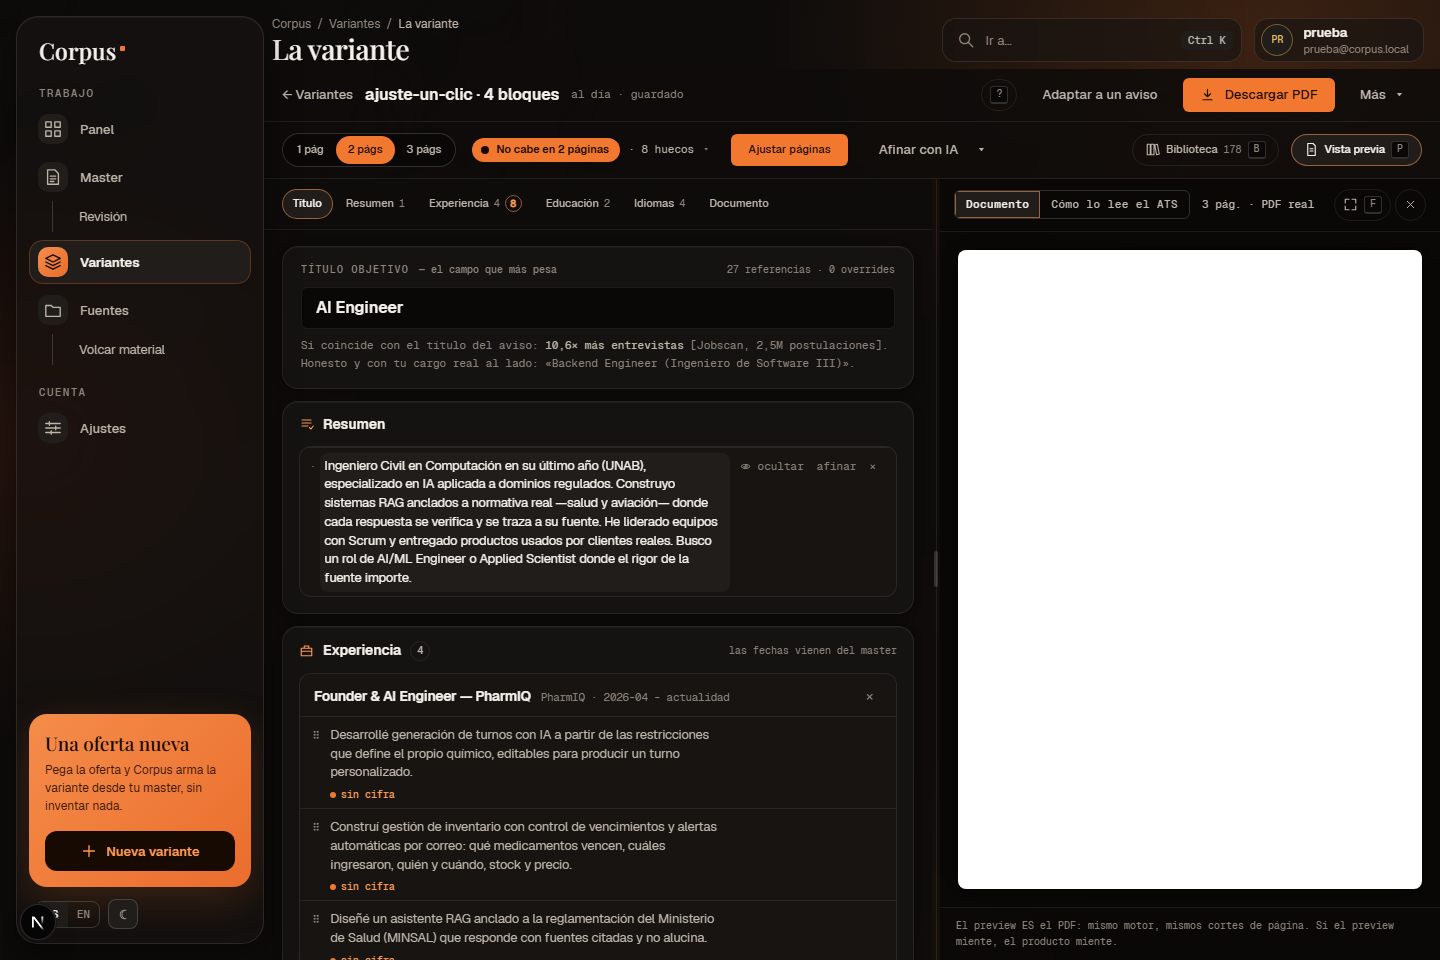 Corpus
TRABAJO
Panel
Master
Revisión
Variantes
Fuentes
Volcar material
CUENTA
Ajustes
Una oferta nueva
Pega la oferta y Corpus arma la
variante desde tu master, sin
inventar nada.
+ Nueva variante
EN
Corpus / Variantes / La variante
La variante
Ir a…
Ctrl K
PR
prueba
prueba@corpus.local
← Variantes
ajuste-un-clic · 4 bloques
al día · guardado
?
Adaptar a un aviso
Descargar PDF
Más
1 pág
2 págs
3 págs
No cabe en 2 páginas
· 8 huecos
Ajustar páginas
Afinar con IA
Biblioteca 178 B
Vista previa P
Título
Resumen 1
Experiencia 4 8
Educación 2
Idiomas 4
Documento
TÍTULO OBJETIVO — el campo que más pesa
27 referencias · 0 overrides
AI Engineer
Si coincide con el título del aviso: 10,6× más entrevistas [Jobscan, 2,5M postulaciones].
Honesto y con tu cargo real al lado: «Backend Engineer (Ingeniero de Software III)».
Resumen
Ingeniero Civil en Computación en su último año (UNAB),
especializado en IA aplicada a dominios regulados. Construyo
sistemas RAG anclados a normativa real —salud y aviación— donde
cada respuesta se verifica y se traza a su fuente. He liderado equipos
con Scrum y entregado productos usados por clientes reales. Busco
un rol de AI/ML Engineer o Applied Scientist donde el rigor de la
fuente importe.
ocultar afinar ×
Experiencia 4
las fechas vienen del master
Founder & AI Engineer — PharmIQ
PharmIQ · 2026-04 – actualidad
×
Desarrollé generación de turnos con IA a partir de las restricciones
que define el propio químico, editables para producir un turno
personalizado.
sin cifra
Construí gestión de inventario con control de vencimientos y alertas
automáticas por correo: qué medicamentos vencen, cuáles
ingresaron, quién y cuándo, stock y precio.
sin cifra
Diseñé un asistente RAG anclado a la reglamentación del Ministerio
de Salud (MINSAL) que responde con fuentes citadas y no alucina.
sin cifra
Documento
Cómo lo lee el ATS
3 pág. · PDF real
F
×
El preview ES el PDF: mismo motor, mismos cortes de página. Si el preview
miente, el producto miente.